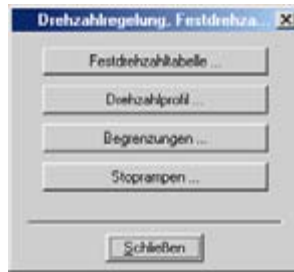 Drehzahlregelung, Festdrehza...
Festdrehzahltabelle ...
Drehzahlprofil ...
Begrenzungen ...
Stoprampen ...
Schließen